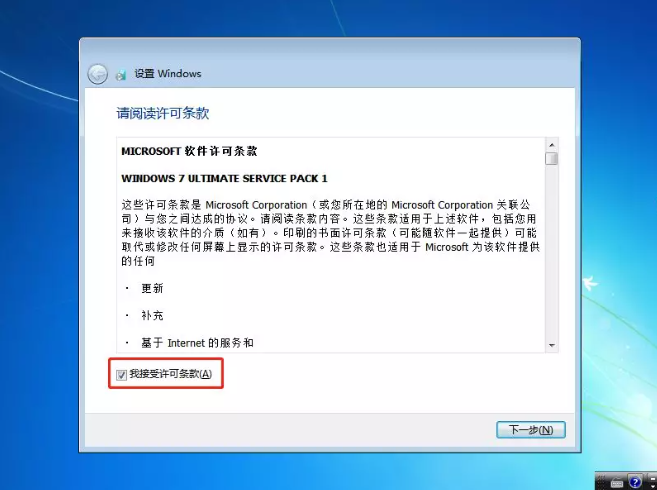 设置 Windows
请阅读许可条款
MICROSOFT 软件许可条款
WINDOWS 7 ULTIMATE SERVICE PACK 1
这些许可条款是 Microsoft Corporation（或您所在地的 Microsoft Corporation 关联公
司）与您之间达成的协议。请阅读条款内容。这些条款适用于上述软件，包括您用
来接收该软件的介质（如有）。印刷的书面许可条款（可能随软件一起提供）可能
取代或修改任何屏幕上显示的许可条款。这些条款也适用于 Microsoft 为该软件提供
的任何
· 更新
· 补充
· 基于 Internet 的服务和
我接受许可条款(A)
下一步(N)